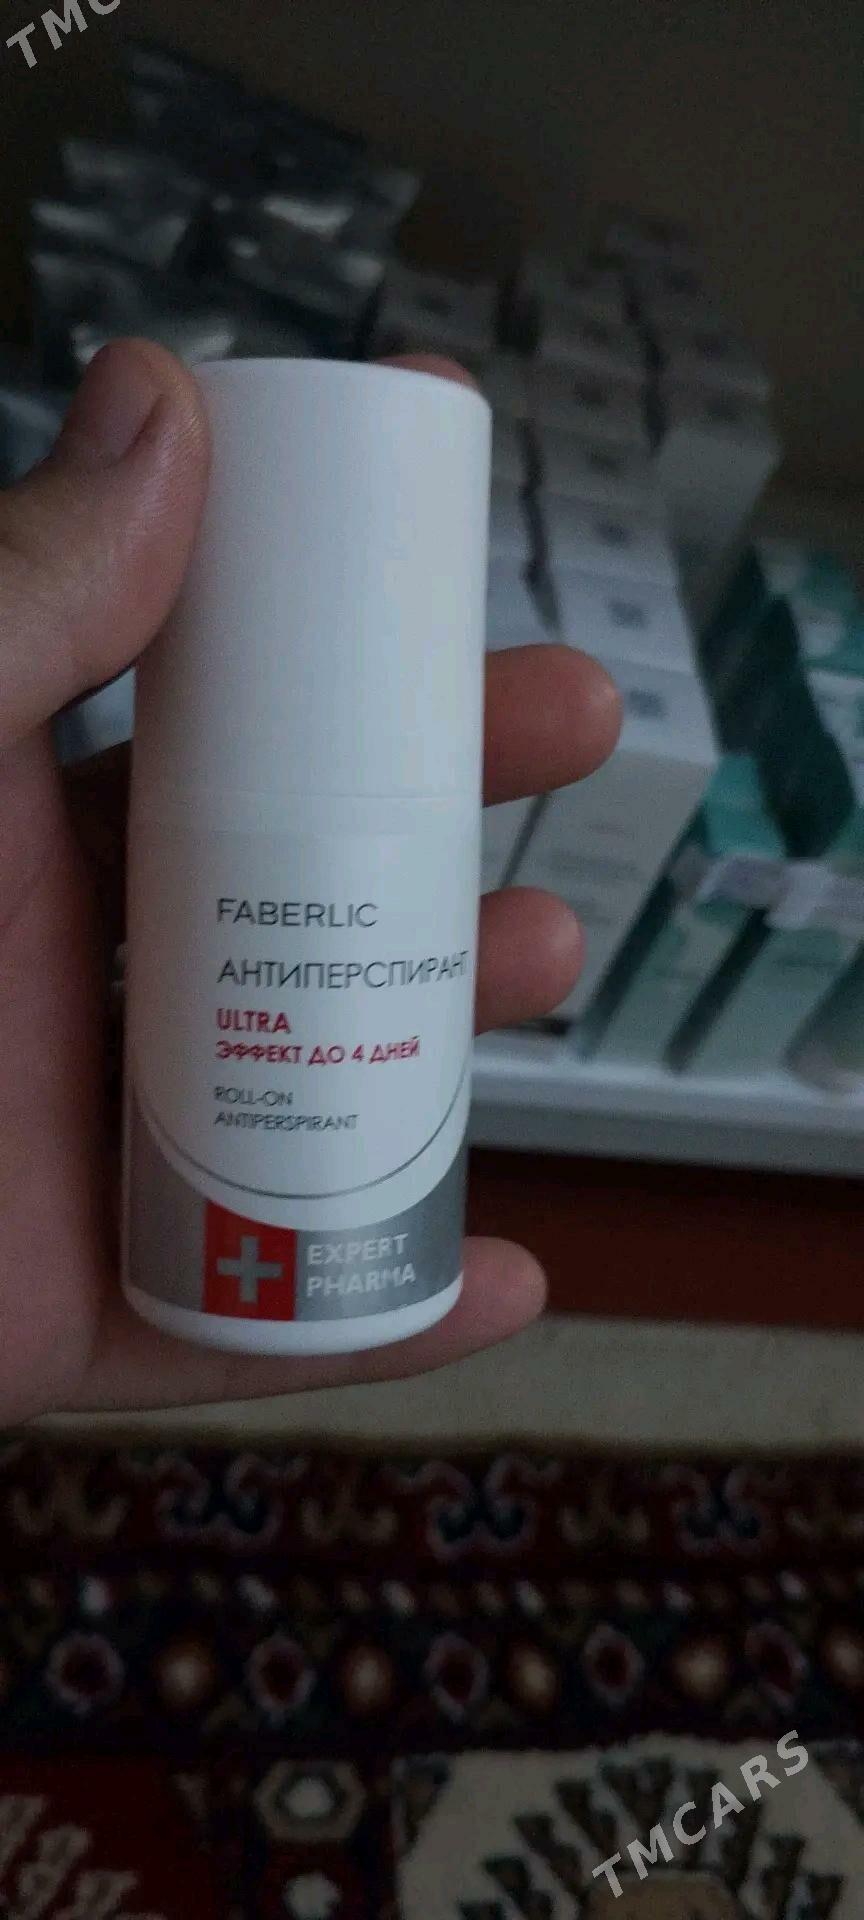 TMC
FABERLIC
АНТИПЕРСПИРАНТ
ULTRA
ЭФФЕКТ ДО 4 ДНЕЙ
ROLL-ON
ANTIPERSPIRANT
EXPERT
PHARMA
TMCARS